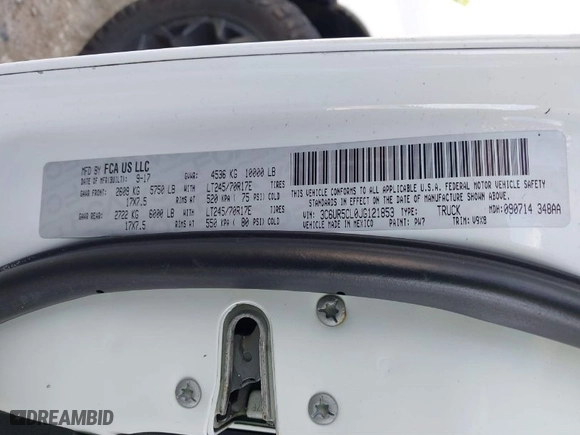 MFD BY FCA US LLC
DATE OF MFR(BUILT): 9-17
GVWR: 4536 KG 10000 LB
GAWR FRONT: 2608 KG 5750 LB LT245/70R17E TIRES
17X7.5 RIMS 520 KPA ( 75 PSI) COLD
GAWR REAR: 2722 KG 6000 LB LT245/70R17E TIRES
17X7.5 RIMS 550 KPA ( 80 PSI) COLD
THIS VEHICLE CONFORMS TO ALL APPLICABLE U.S.A. FEDERAL MOTOR VEHICLE SAFETY
STANDARDS IN EFFECT ON THE DATE OF MANUFACTURE SHOWN ABOVE.
VIN: 3C6UR5CL0JG121853 TYPE: TRUCK MDH: 090714 348AA
VEHICLE MADE IN MEXICO PAINT: PW7 TRIM: V9X8
DREAMBID